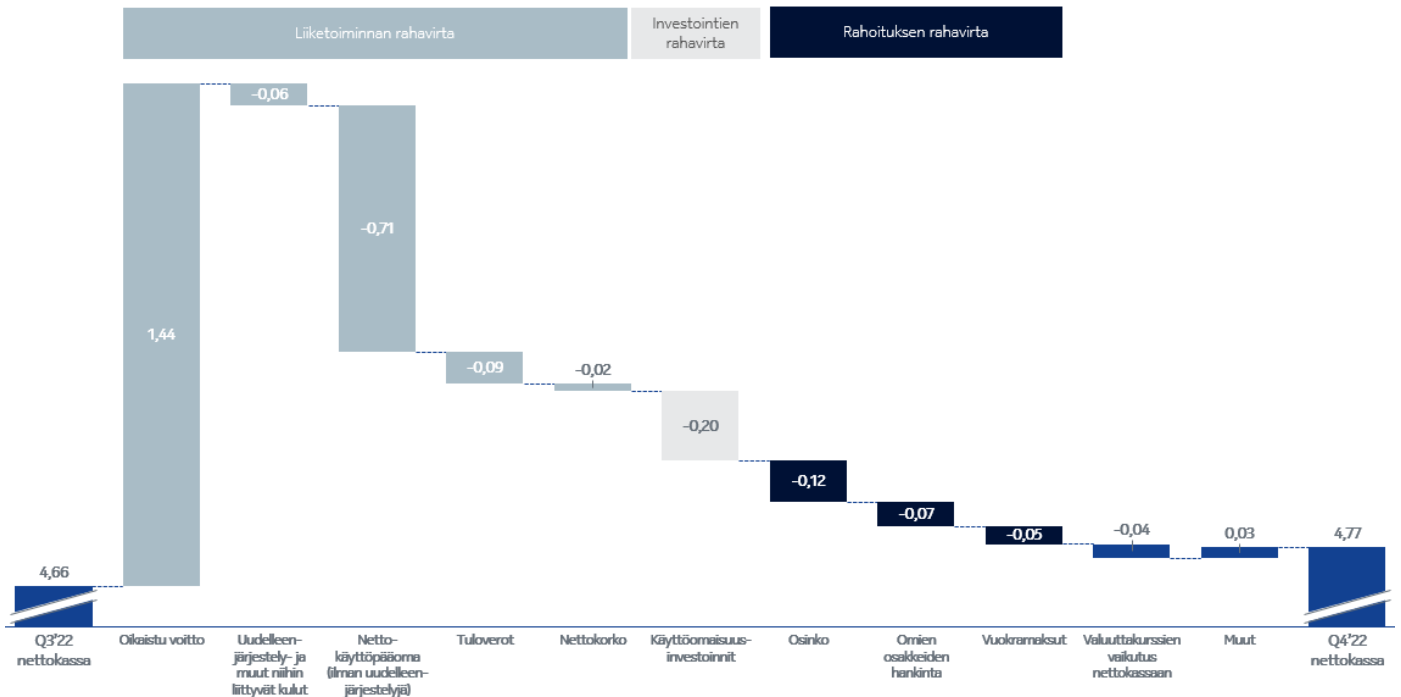 Liiketoiminnan rahavirta
Investointien
rahavirta
Rahoituksen rahavirta
4,66
1,44
-0,06
-0,71
-0,09
-0,02
-0,20
-0,12
-0,07
-0,05
-0,04
0,03
4,77
Q3'22
nettokassa
Oikaistu voitto
Uudelleen-
järjestely- ja
muut niihin
liittyvät kulut
Netto-
käyttöpääoma
(ilman uudelleen-
järjestelyjä)
Tuloverot
Nettokorko
Käyttöomaisuus-
investoinnit
Osinko
Omien
osakkeiden
hankinta
Vuokramaksut
Valuuttakurssien
vaikutus
nettokassaan
Muut
Q4'22
nettokassa